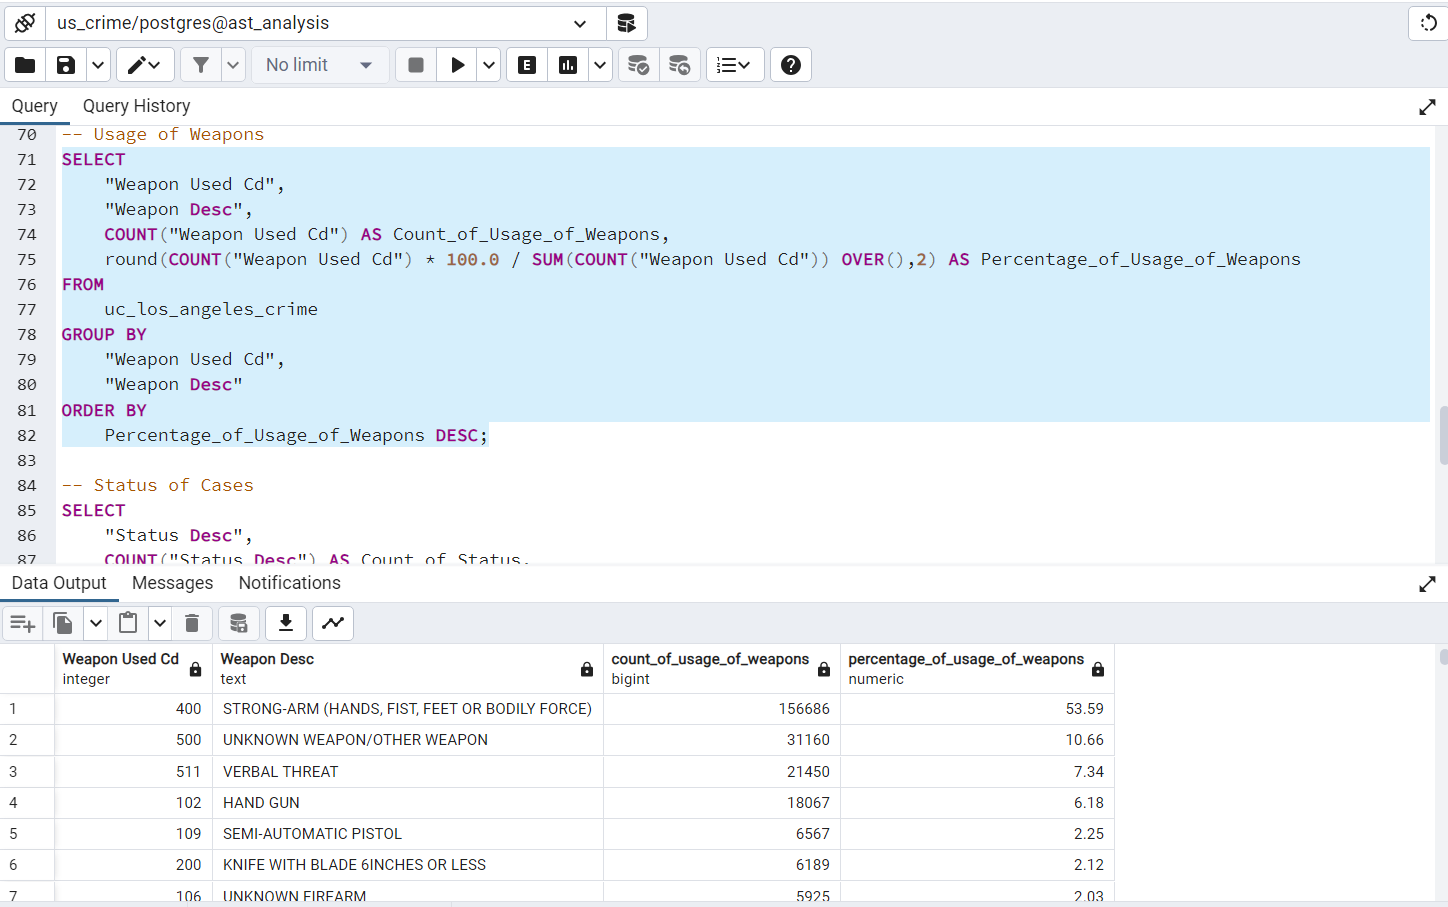 us_crime/postgres@ast_analysis
No limit
E
Query Query History
70 -- Usage of Weapons
71 SELECT
72 "Weapon Used Cd",
73 "Weapon Desc",
74 COUNT("Weapon Used Cd") AS Count_of_Usage_of_Weapons,
75 round(COUNT("Weapon Used Cd") * 100.0 / SUM(COUNT("Weapon Used Cd")) OVER(),2) AS Percentage_of_Usage_of_Weapons
76 FROM
77 uc_los_angeles_crime
78 GROUP BY
79 "Weapon Used Cd",
80 "Weapon Desc"
81 ORDER BY
82 Percentage_of_Usage_of_Weapons DESC;
83
84 -- Status of Cases
85 SELECT
86 "Status Desc",
87 COUNT("Status Desc") AS Count_of_Status,
Data Output Messages Notifications
Weapon Used Cd Weapon Desc count_of_usage_of_weapons percentage_of_usage_of_weapons
integer text bigint numeric
1 400 STRONG-ARM (HANDS, FIST, FEET OR BODILY FORCE) 156686 53.59
2 500 UNKNOWN WEAPON/OTHER WEAPON 31160 10.66
3 511 VERBAL THREAT 21450 7.34
4 102 HAND GUN 18067 6.18
5 109 SEMI-AUTOMATIC PISTOL 6567 2.25
6 200 KNIFE WITH BLADE 6INCHES OR LESS 6189 2.12
7 106 UNKNOWN FIREARM 5925 2.03